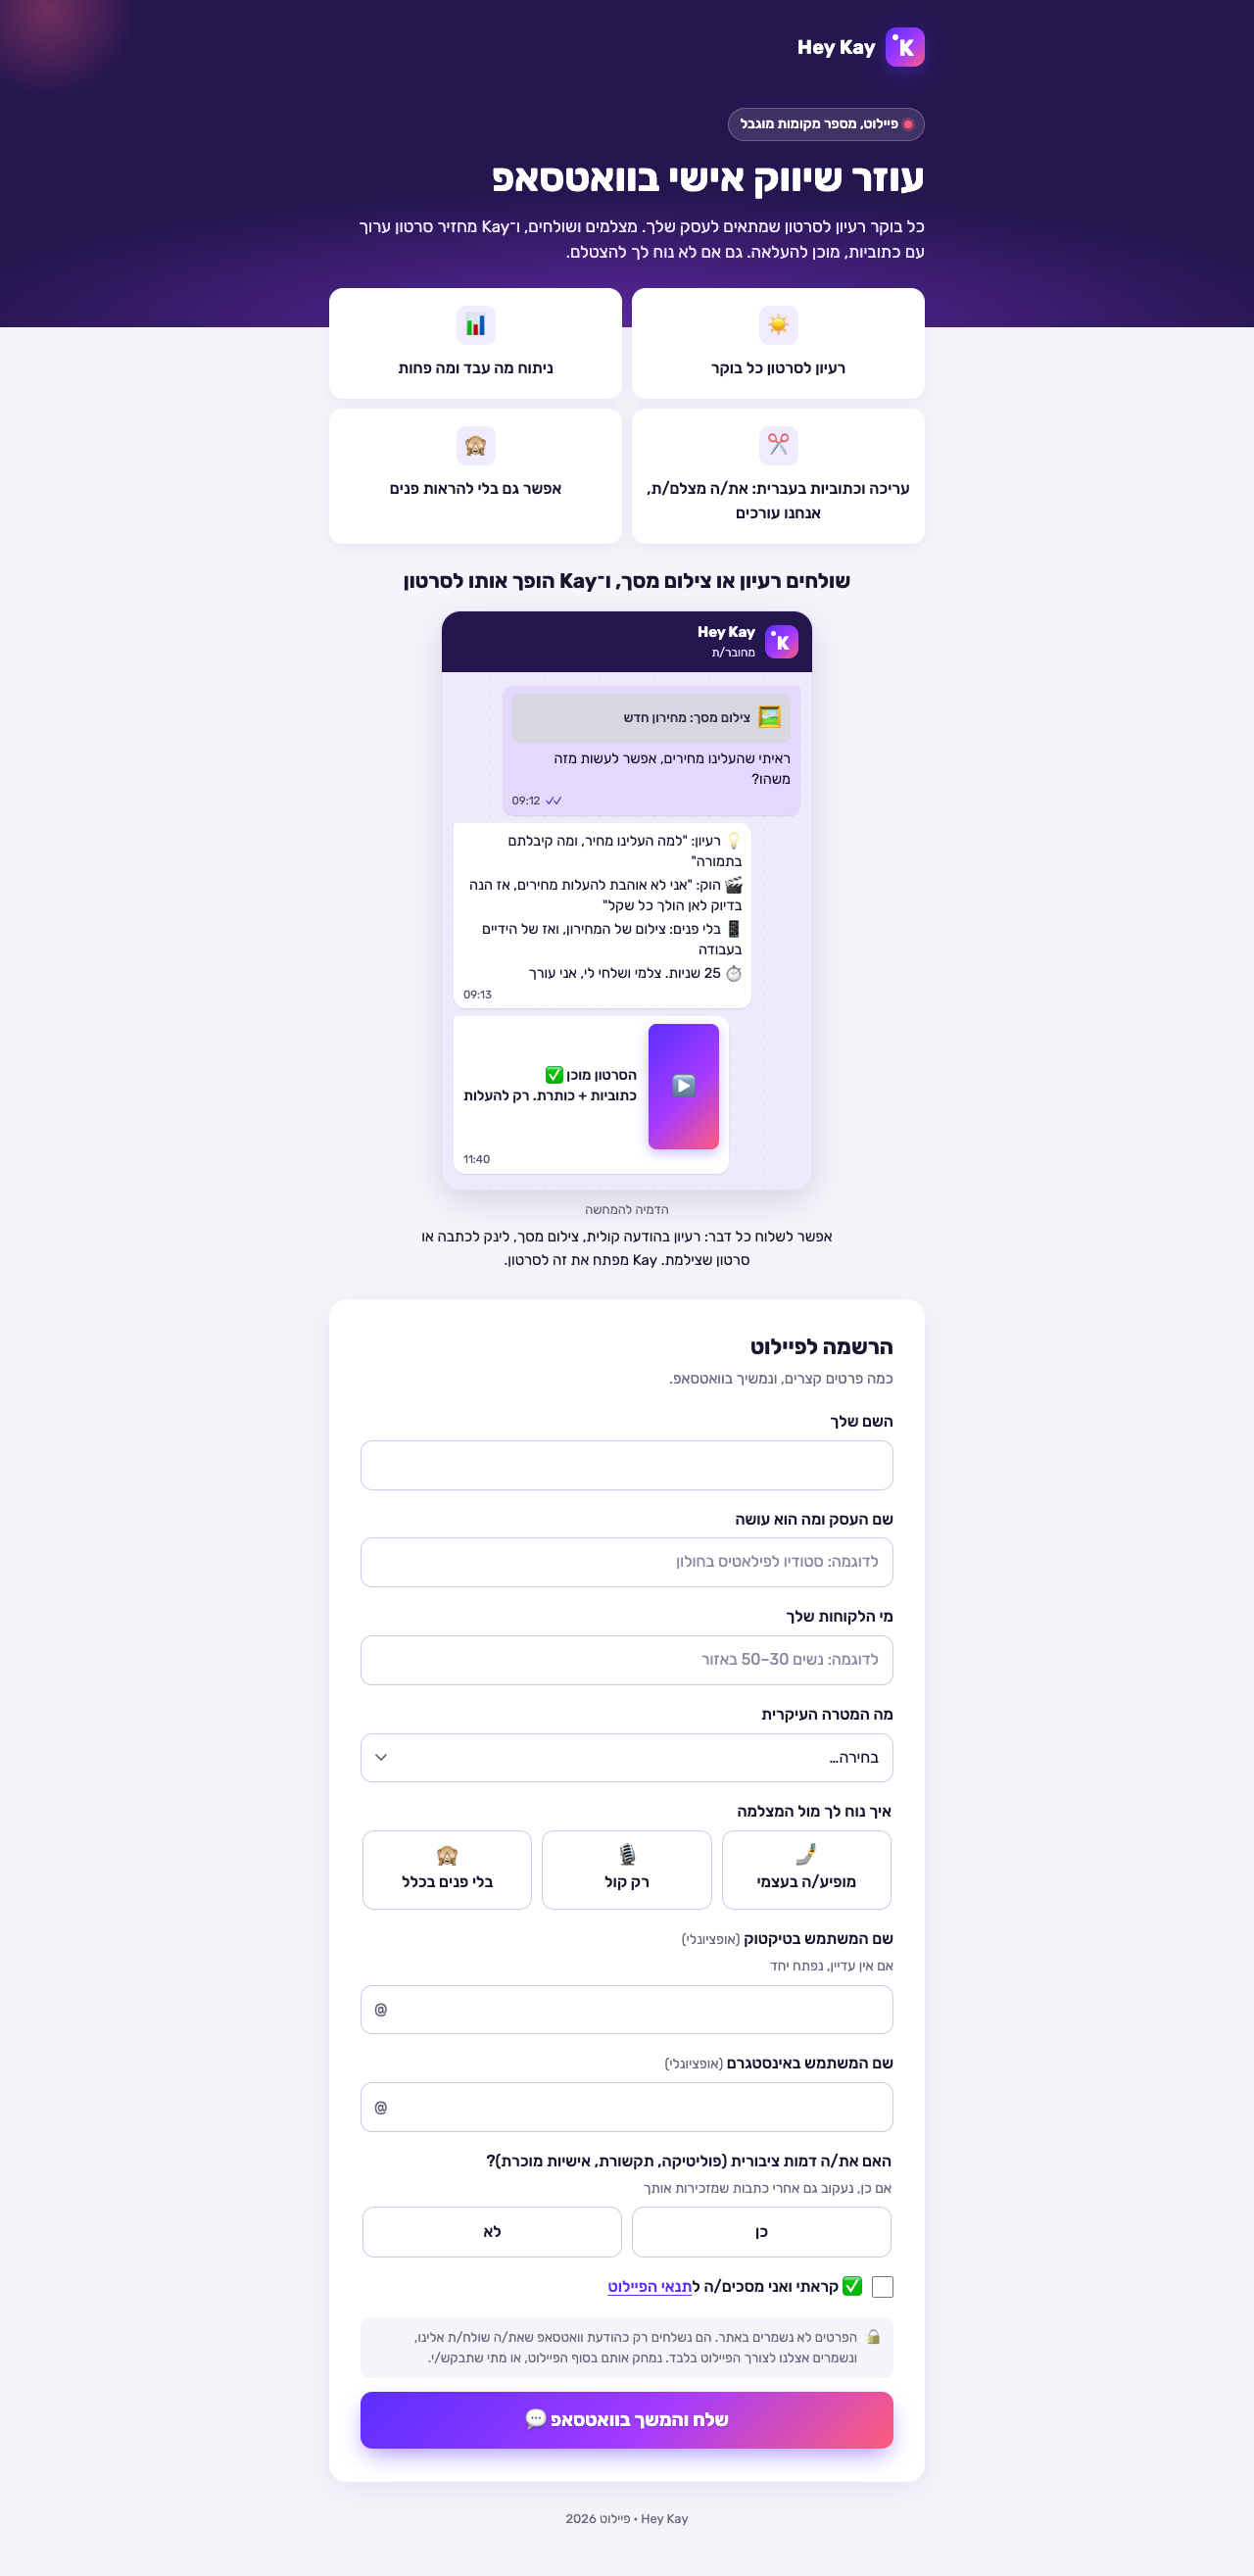 Hey Kay
פיילוט, מספר מקומות מוגבל
עוזר שיווק אישי בוואטסאפ
כל בוקר רעיון לסרטון שמתאים לעסק שלך. מצלמים ושולחים, ו־Kay מחזיר סרטון ערוך
עם כתוביות, מוכן להעלאה. גם אם לא נוח לך להצטלם.
☀️
רעיון לסרטון כל בוקר
📊
ניתוח מה עבד ומה פחות
✂️
עריכה וכתוביות בעברית: את/ה מצלם/ת,
אנחנו עורכים
🙈
אפשר גם בלי להראות פנים
שולחים רעיון או צילום מסך, ו־Kay הופך אותו לסרטון
K
Hey Kay
מחובר/ת
🖼️ צילום מסך: מחירון חדש
ראיתי שהעלינו מחירים, אפשר לעשות מזה
משהו?
09:12 ✓✓
💡 רעיון: "למה העלינו מחיר, ומה קיבלתם
בתמורה"
🎬 הוק: "אני לא אוהבת להעלות מחירים, אז הנה
בדיוק לאן הולך כל שקל"
📱 בלי פנים: צילום של המחירון, ואז של הידיים
בעבודה
⏱️ 25 שניות. צלמי ושלחי לי, אני עורך
09:13
▶️
הסרטון מוכן ✅
כתוביות + כותרת. רק להעלות
11:40
הדמיה להמחשה
אפשר לשלוח כל דבר: רעיון בהודעה קולית, צילום מסך, לינק לכתבה או
סרטון שצילמת. Kay מפתח את זה לסרטון.
הרשמה לפיילוט
כמה פרטים קצרים, ונמשיך בוואטסאפ.
השם שלך
שם העסק ומה הוא עושה
לדוגמה: סטודיו לפילאטיס בחולון
מי הלקוחות שלך
לדוגמה: נשים 30–50 באזור
מה המטרה העיקרית
בחירה...
איך נוח לך מול המצלמה
🤳
מופיע/ה בעצמי
🎙️
רק קול
🙈
בלי פנים בכלל
שם המשתמש בטיקטוק (אופציונלי)
אם אין עדיין, נפתח יחד
@
שם המשתמש באינסטגרם (אופציונלי)
@
האם את/ה דמות ציבורית (פוליטיקה, תקשורת, אישיות מוכרת)?
אם כן, נעקוב גם אחרי כתבות שמזכירות אותך
כן
לא
✅ קראתי ואני מסכים/ה לתנאי הפיילוט
🔒 הפרטים לא נשמרים באתר. הם נשלחים רק כהודעת וואטסאפ שאת/ה שולח/ת אלינו,
ונשמרים אצלנו לצורך הפיילוט בלבד. נמחק אותם בסוף הפיילוט, או מתי שתבקש/י.
שלח והמשך בוואטסאפ 💬
Hey Kay • פיילוט 2026